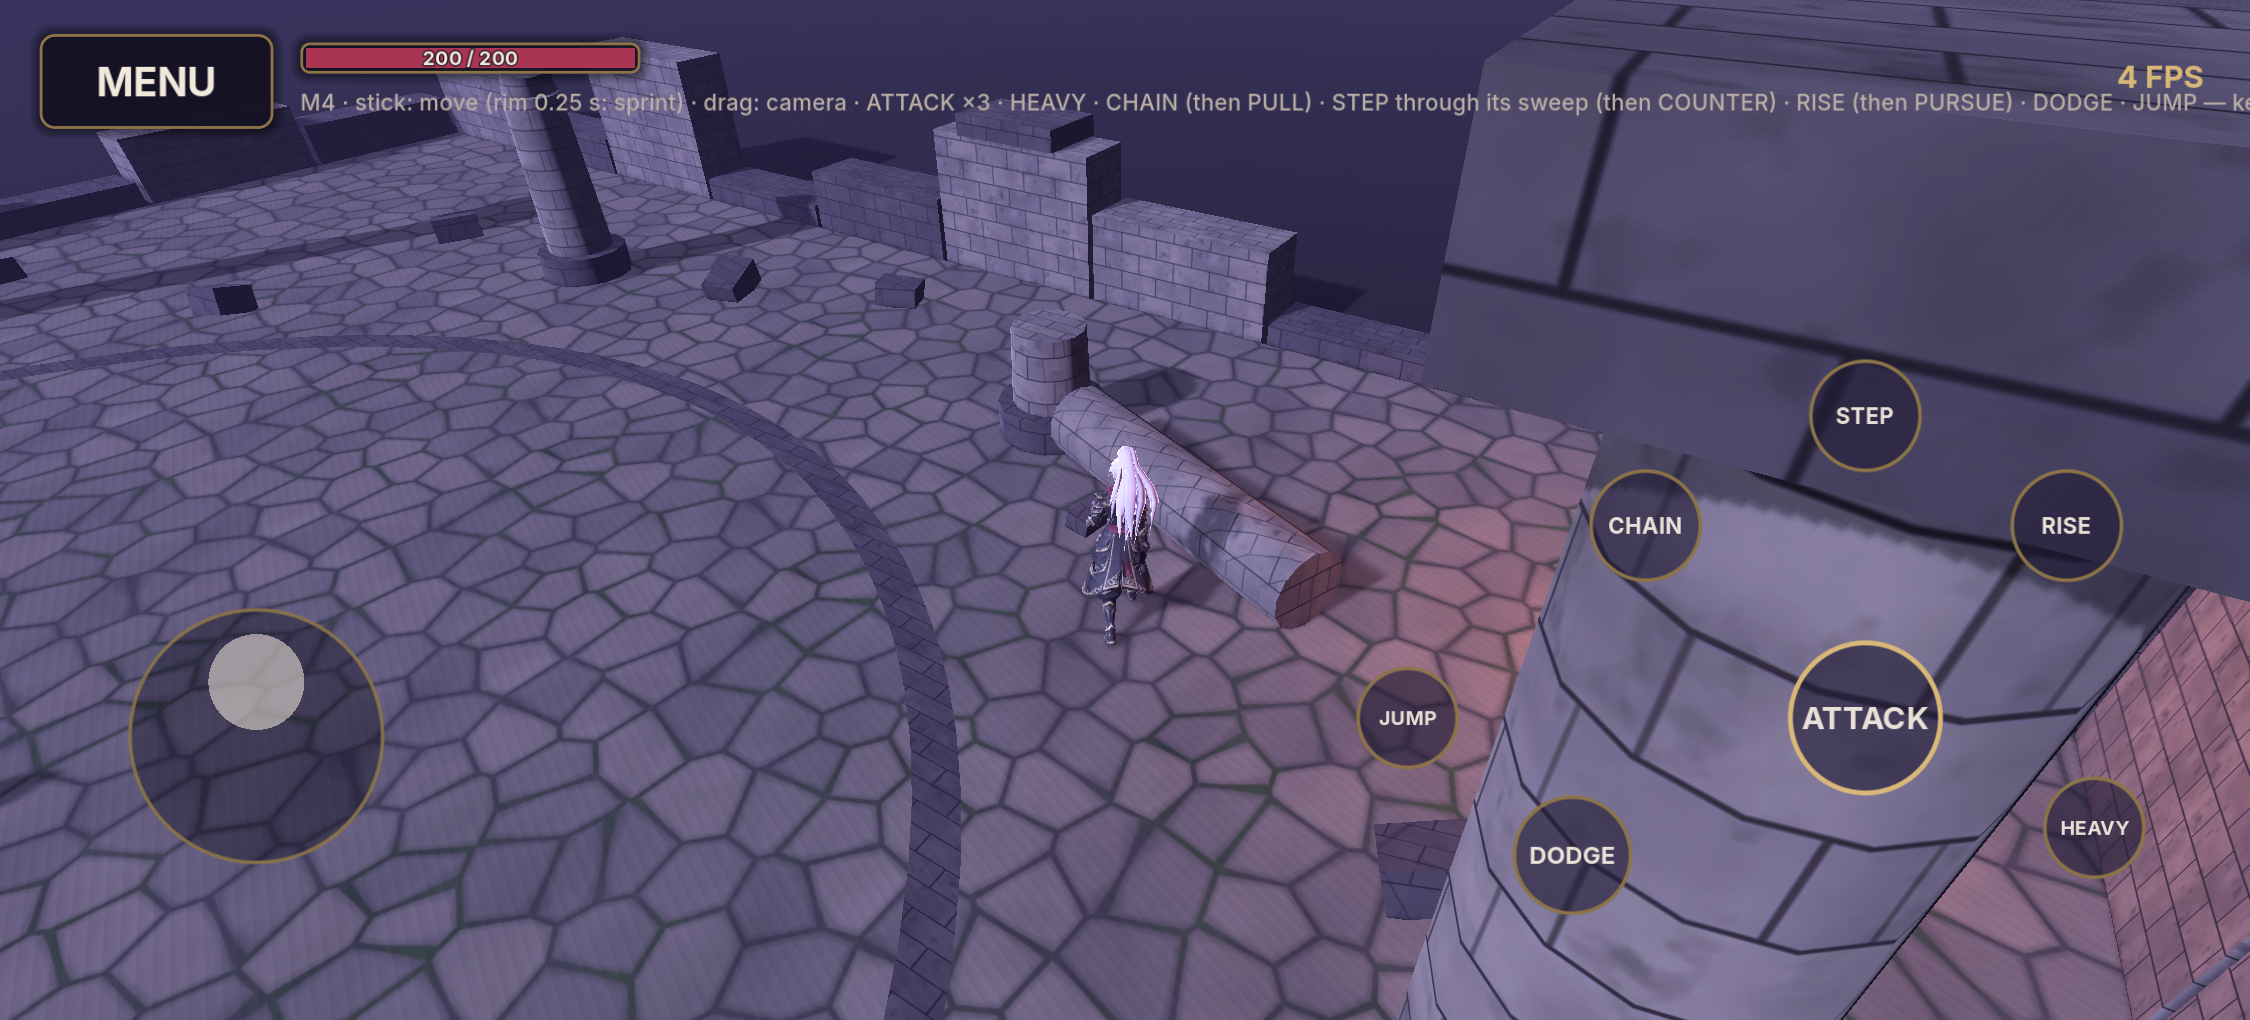 MENU
200 / 200
4 FPS
M4 · stick: move (rim 0.25 s: sprint) · drag: camera · ATTACK ×3 · HEAVY · CHAIN (then PULL) · STEP through its sweep (then COUNTER) · RISE (then PURSUE) · DODGE · JUMP —
STEP
CHAIN
RISE
JUMP
ATTACK
HEAVY
DODGE